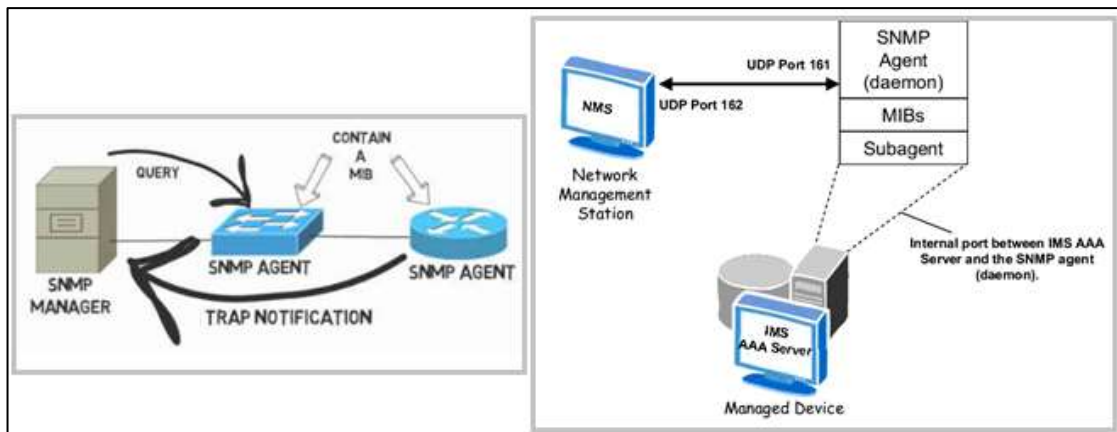 QUERY
CONTAIN
A
MIB
SNMP
MANAGER
SNMP AGENT
SNMP AGENT
TRAP NOTIFICATION
SNMP
Agent
(daemon)
MIBs
Subagent
UDP Port 161
UDP Port 162
NMS
Network
Management
Station
Internal port between IMS AAA
Server and the SNMP agent
(daemon).
IMS
AAA Server
Managed Device